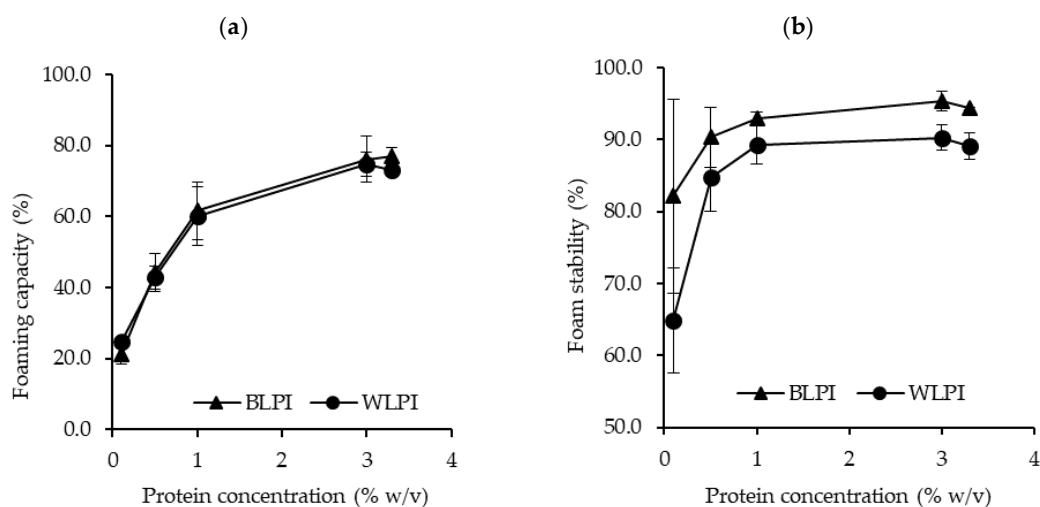 (a)
100.0
80.0
60.0
40.0
20.0
0.0
Foaming capacity (%)
BLPI WLPI
0 1 2 3 4
Protein concentration (% w/v)
(b)
100.0
90.0
80.0
70.0
60.0
50.0
Foam stability (%)
BLPI WLPI
0 1 2 3 4
Protein concentration (% w/v)